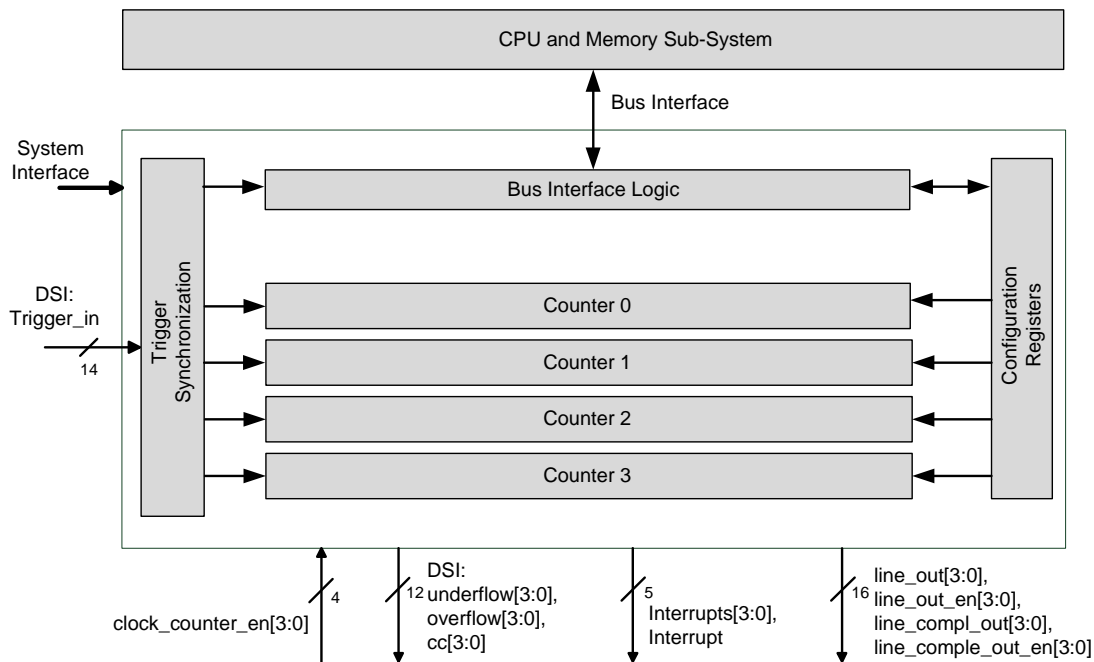 CPU and Memory Sub-System
Bus Interface
System
Interface
Bus Interface Logic
DSI:
Trigger_in
14
Trigger
Synchronization
Counter 0
Counter 1
Counter 2
Counter 3
Configuration
Registers
clock_counter_en[3:0]
4
12
DSI:
underflow[3:0],
overflow[3:0],
cc[3:0]
5
Interrupts[3:0],
Interrupt
16
line_out[3:0],
line_out_en[3:0],
line_compl_out[3:0],
line_comple_out_en[3:0]